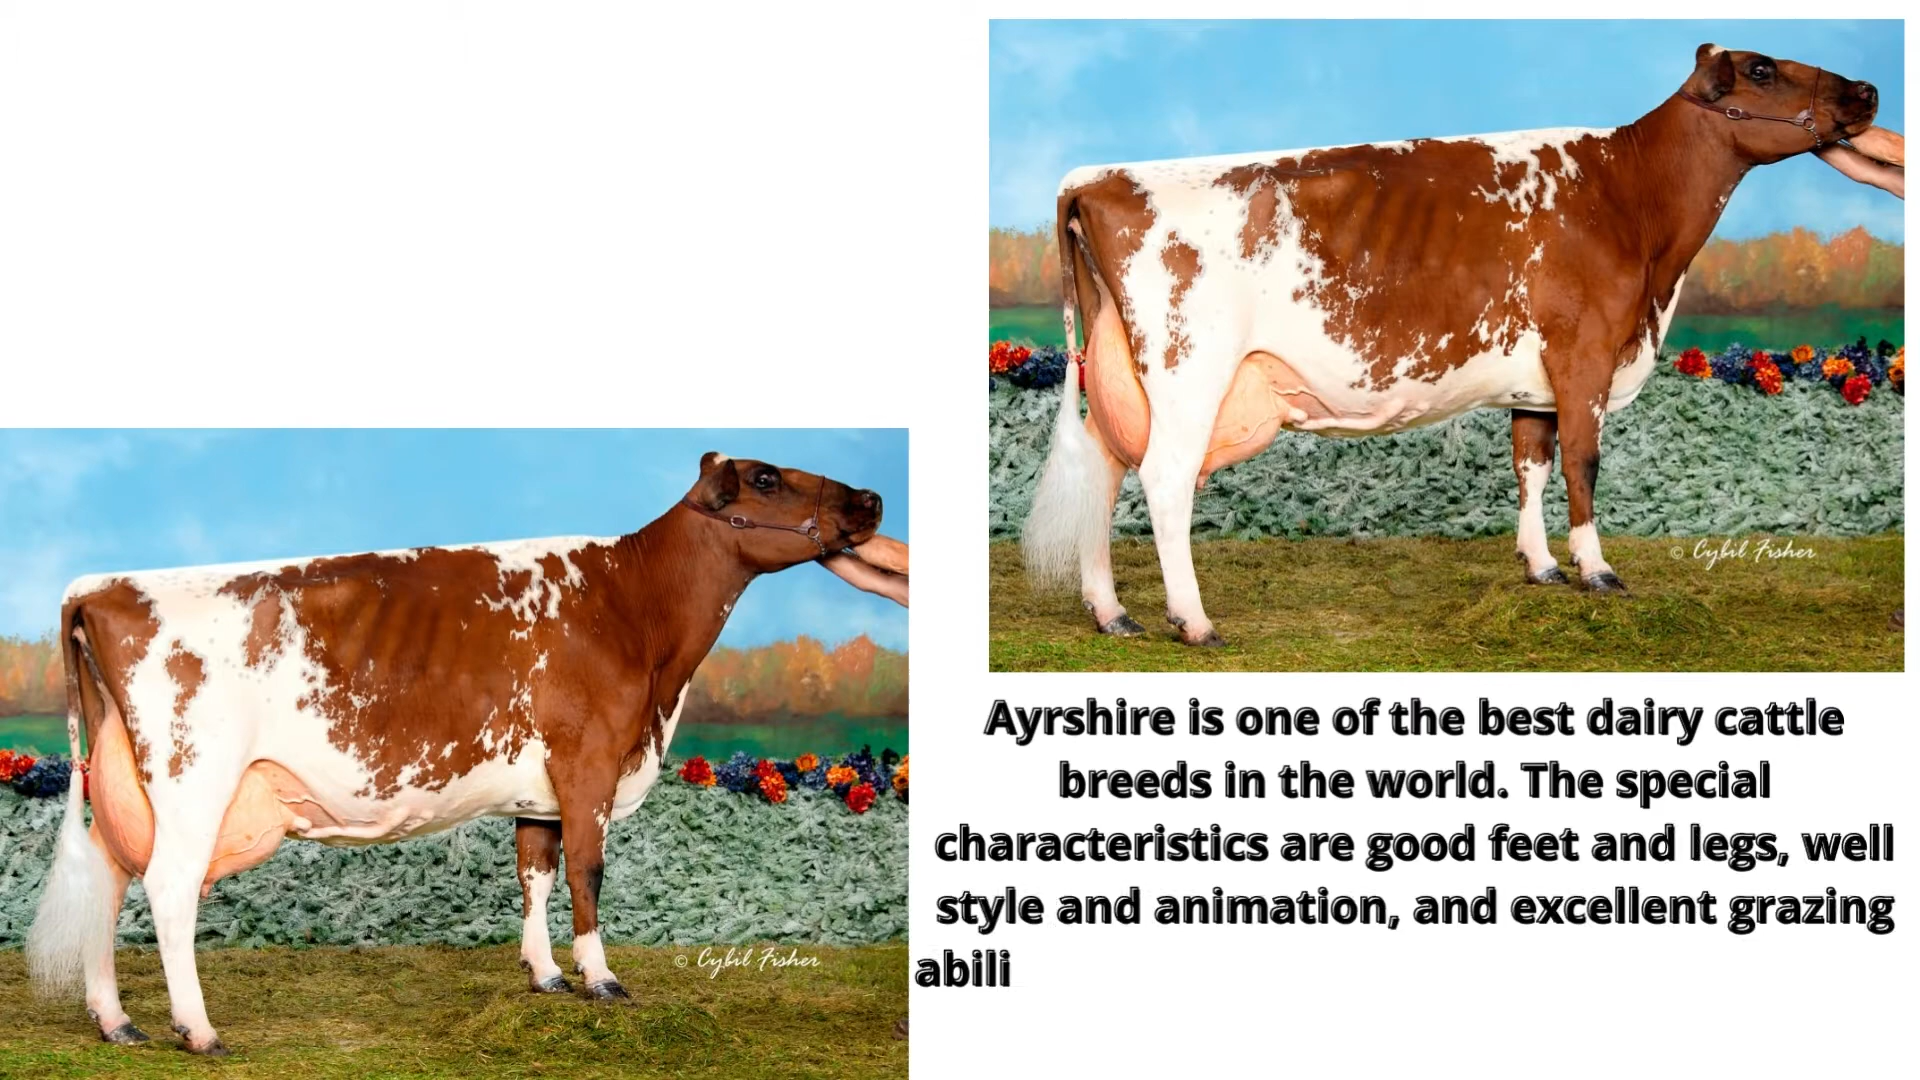 © Cybil Fisher
Ayrshire is one of the best dairy cattle
breeds in the world. The special
characteristics are good feet and legs, well
style and animation, and excellent grazing
abili
© Cybil Fisher